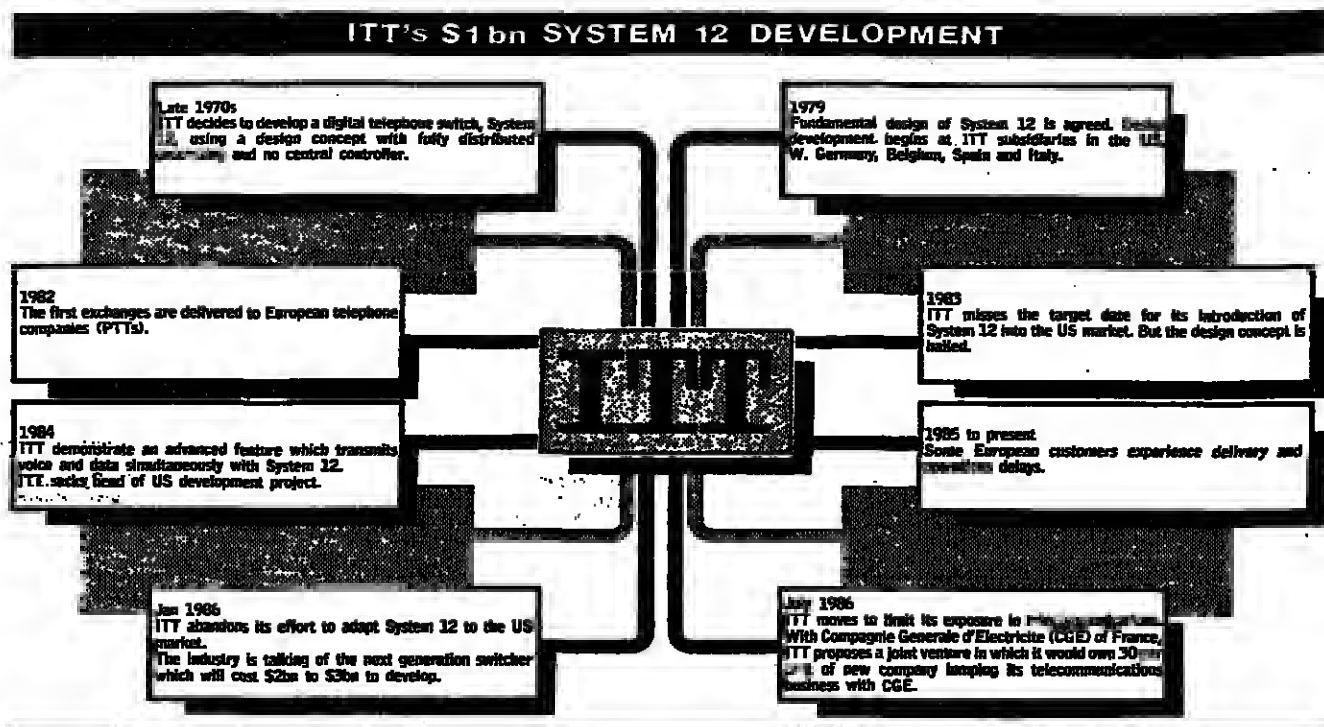 ITT's $1bn SYSTEM 12 DEVELOPMENT
Late 1970s
ITT decides to develop a digital telephone switch, System
12, using a design concept with fully distributed
and no central controller.
1979
Fundamental design of System 12 is agreed.
development begins at ITT subsidiaries in the US,
W. Germany, Belgium, Spain and Italy.
1982
The first exchanges are delivered to European telephone
companies (PTTs).
1983
ITT misses the target date for its introduction of
System 12 into the US market. But the design concept is
hailed.
ITT
1984
ITT demonstrate an advanced feature which transmits
voice and data simultaneously with System 12.
ITT sacks head of US development project.
1985 to present
Some European customers experience delivery and
delays.
Jan 1986
ITT abandons its effort to adapt System 12 to the US
market.
The industry is talking of the next generation switcher
which will cost $2bn to $3bn to develop.
1986
ITT moves to limit its exposure in
With Compagnie Generale d'Electricite (CGE) of France,
ITT proposes a joint venture in which it would own 30
of new company lumping its telecommunications
business with CGE.